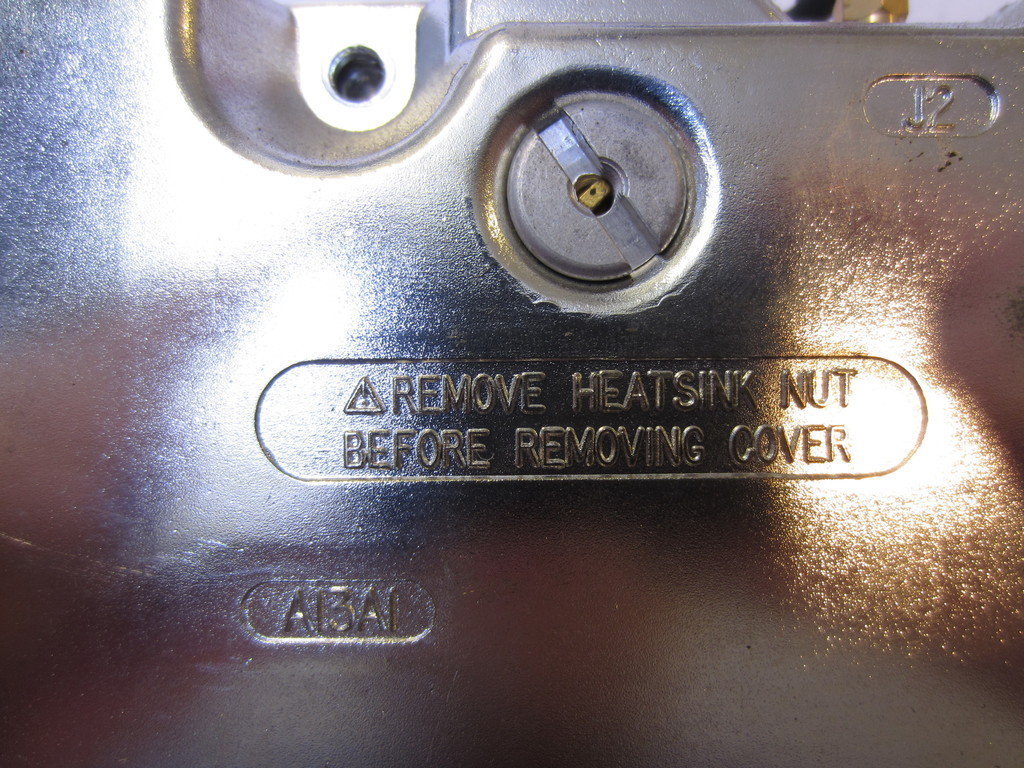 J2
⚠REMOVE HEATSINK NUT
BEFORE REMOVING COVER
A13A1